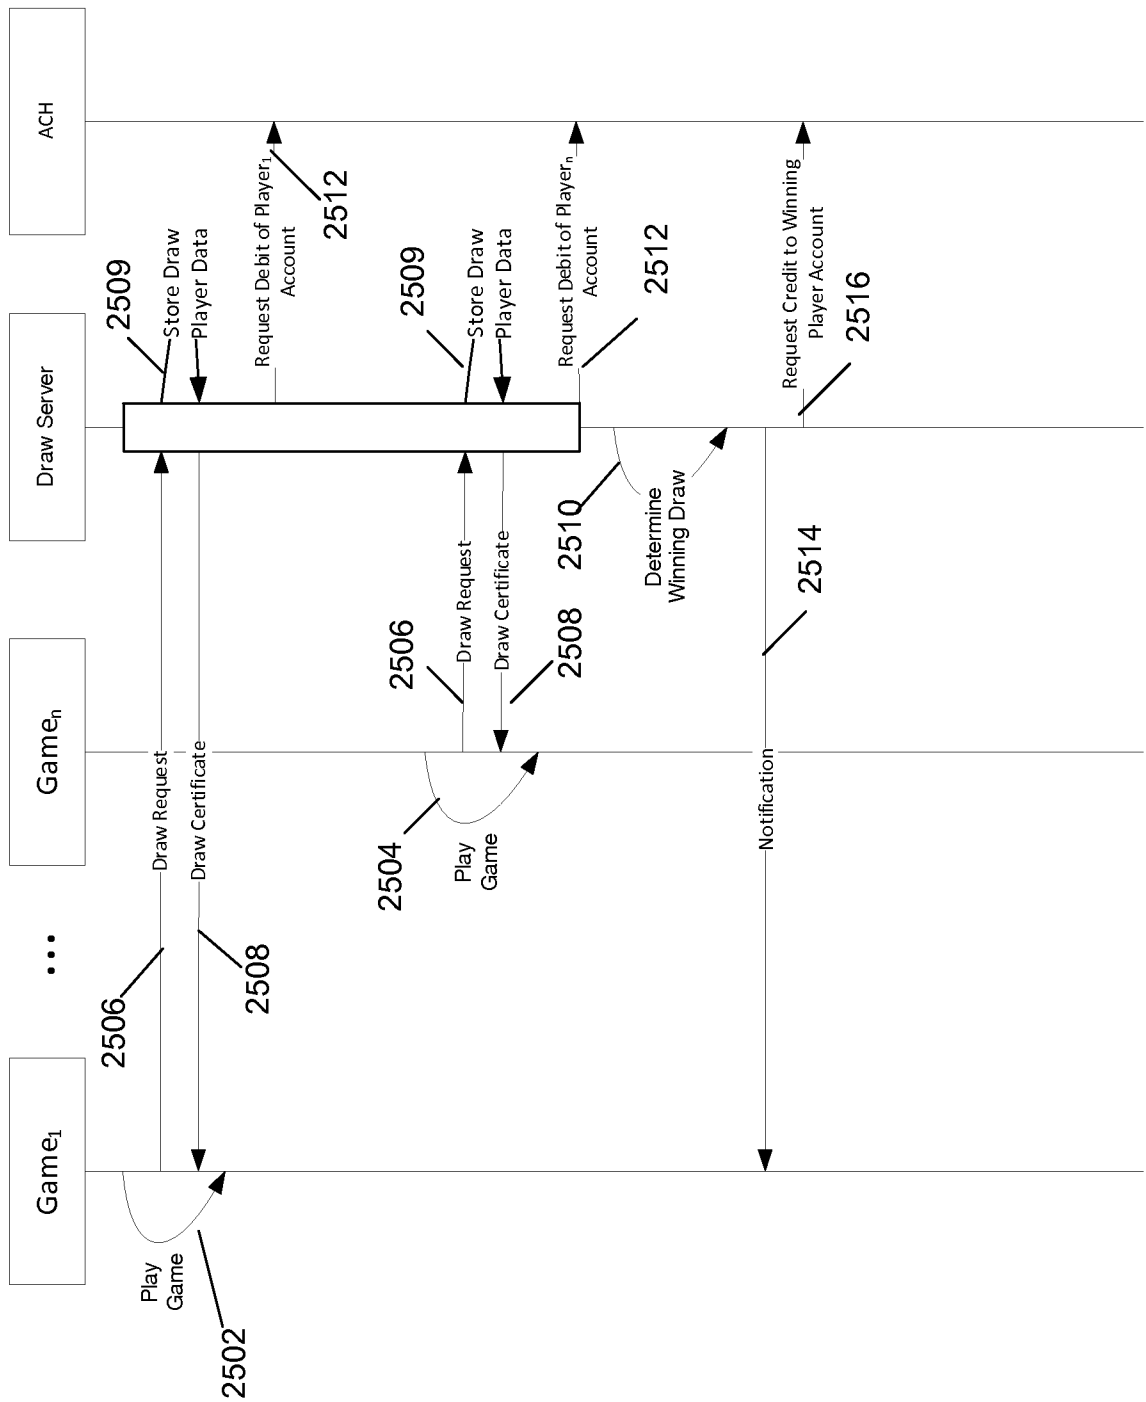 Game₁
...
Gameₙ
Draw Server
ACH
Play
Game
2502
Draw Request
2506
Draw Certificate
2508
2509
Store Draw
Player Data
Request Debit of Player₁
Account
2512
Play
Game
2504
Draw Request
2506
Draw Certificate
2508
2509
Store Draw
Player Data
Request Debit of Playerₙ
Account
2512
Determine
Winning Draw
2510
Notification
2514
Request Credit to Winning
Player Account
2516